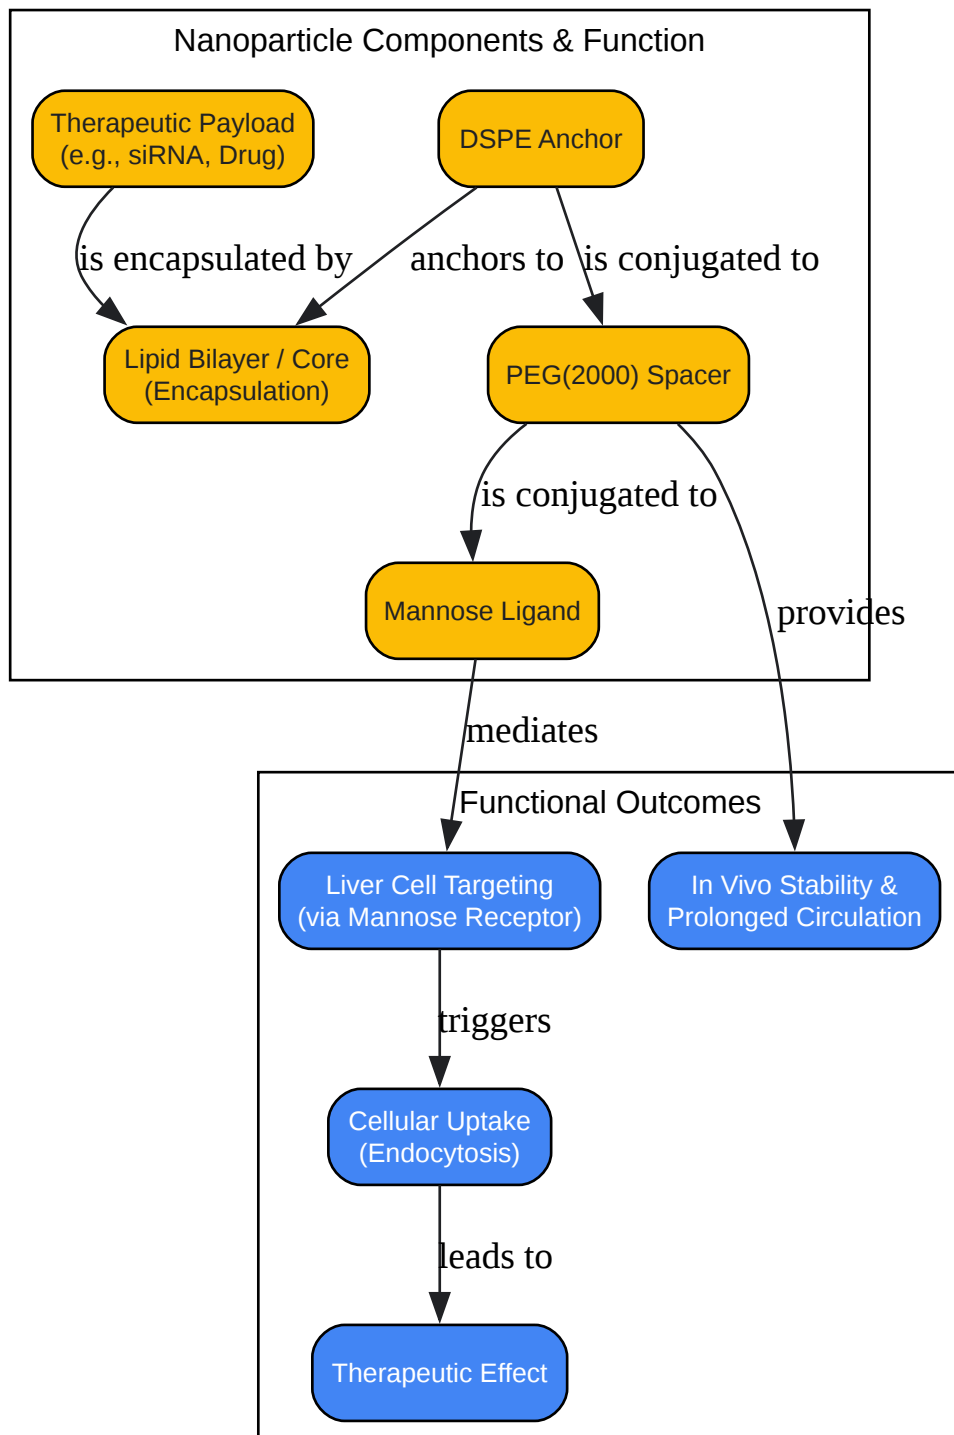 Nanoparticle Components & Function
Therapeutic Payload
(e.g., siRNA, Drug)
DSPE Anchor
is encapsulated by
anchors to
is conjugated to
Lipid Bilayer / Core
(Encapsulation)
PEG(2000) Spacer
is conjugated to
Mannose Ligand
provides
mediates
Functional Outcomes
Liver Cell Targeting
(via Mannose Receptor)
In Vivo Stability &
Prolonged Circulation
triggers
Cellular Uptake
(Endocytosis)
leads to
Therapeutic Effect